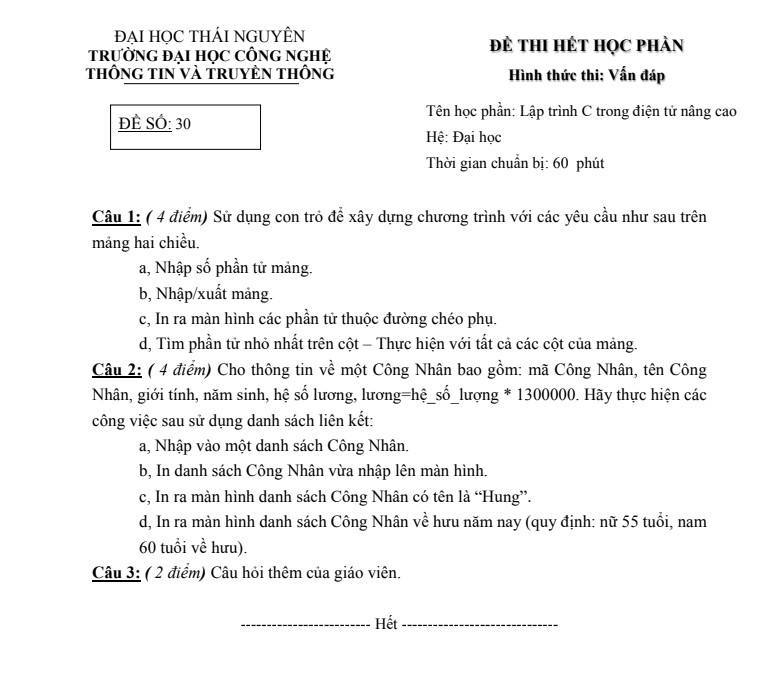 ĐẠI HỌC THÁI NGUYÊN
TRƯỜNG ĐẠI HỌC CÔNG NGHỆ
THÔNG TIN VÀ TRUYỀN THÔNG
ĐỀ SỐ: 30
ĐỀ THI HẾT HỌC PHẦN
Hình thức thi: Vấn đáp
Tên học phần: Lập trình C trong điện tử nâng cao
Hệ: Đại học
Thời gian chuẩn bị: 60 phút
Câu 1: ( 4 điểm) Sử dụng con trỏ để xây dựng chương trình với các yêu cầu như sau trên
mảng hai chiều.
a, Nhập số phần tử mảng.
b, Nhập/xuất mảng.
c, In ra màn hình các phần tử thuộc đường chéo phụ.
d, Tìm phần tử nhỏ nhất trên cột – Thực hiện với tất cả các cột của mảng.
Câu 2: ( 4 điểm) Cho thông tin về một Công Nhân bao gồm: mã Công Nhân, tên Công
Nhân, giới tính, năm sinh, hệ số lương, lương=hệ_số_lượng * 1300000. Hãy thực hiện các
công việc sau sử dụng danh sách liên kết:
a, Nhập vào một danh sách Công Nhân.
b, In danh sách Công Nhân vừa nhập lên màn hình.
c, In ra màn hình danh sách Công Nhân có tên là “Hung”.
d, In ra màn hình danh sách Công Nhân về hưu năm nay (quy định: nữ 55 tuổi, nam
60 tuổi về hưu).
Câu 3: ( 2 điểm) Câu hỏi thêm của giáo viên.
------------------------- Hết ------------------------------